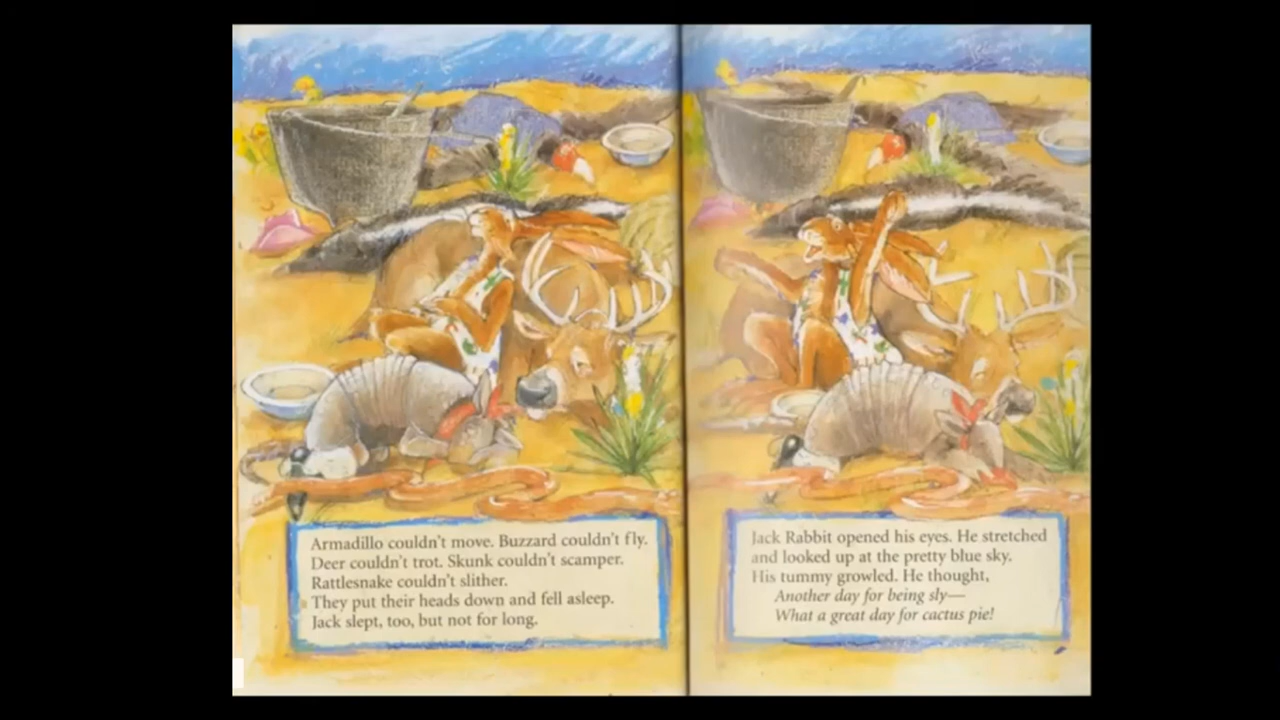 Armadillo couldn't move. Buzzard couldn't fly.
Deer couldn't trot. Skunk couldn't scamper.
Rattlesnake couldn't slither.
They put their heads down and fell asleep.
Jack slept, too, but not for long.
Jack Rabbit opened his eyes. He stretched
and looked up at the pretty blue sky.
His tummy growled. He thought,
Another day for being sly—
What a great day for cactus pie!